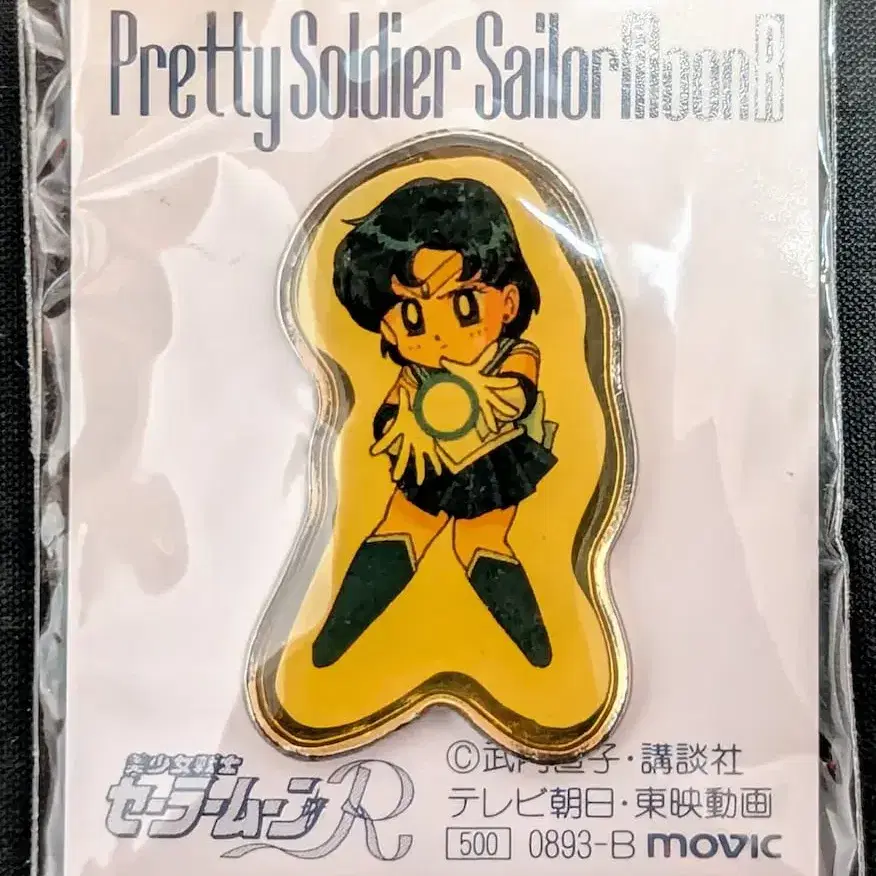 Pretty Soldier SailorMoonR
美少女戦士
セーラームーンR
©武内直子・講談社
テレビ朝日・東映動画
500 0893-B movic